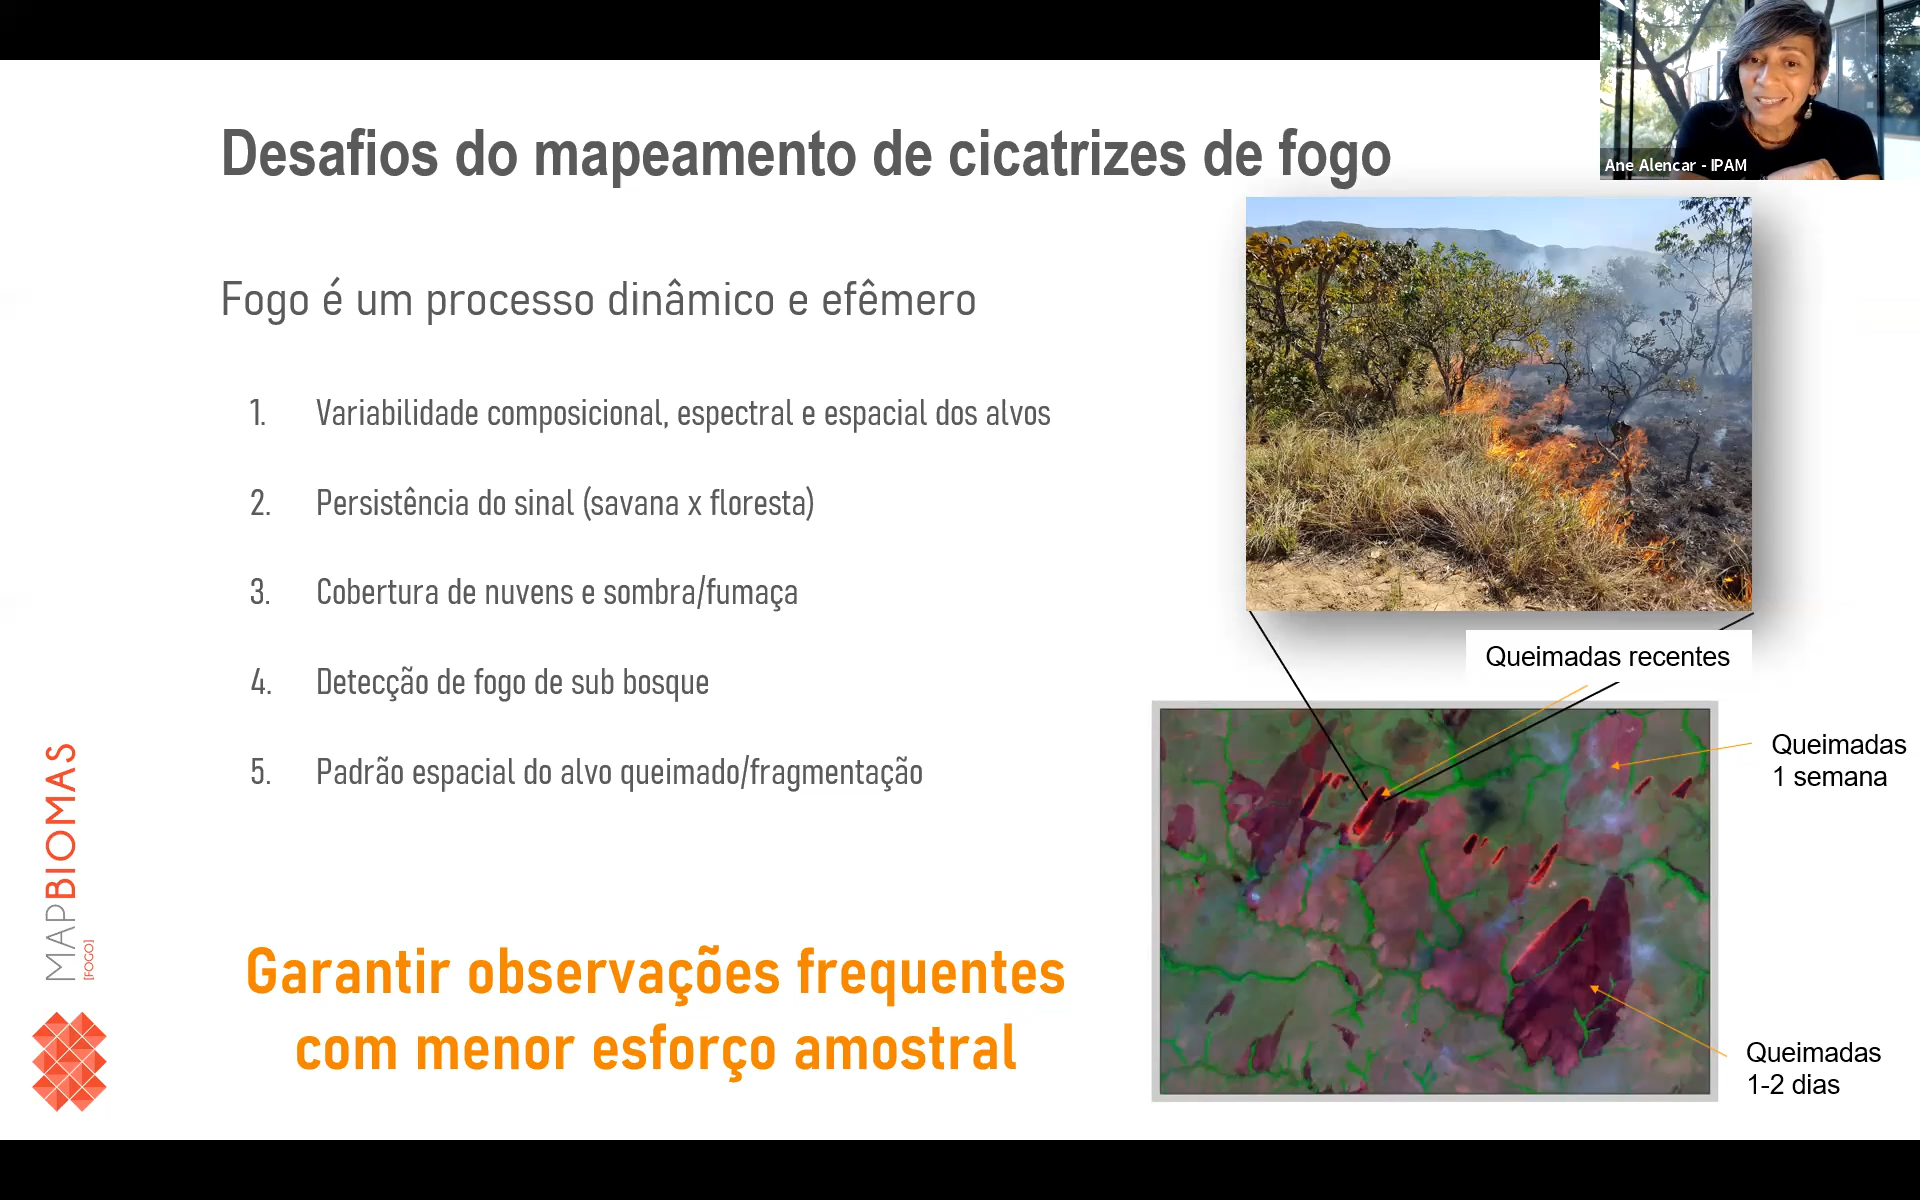 Ane Alencar - IPAM
Desafios do mapeamento de cicatrizes de fogo
Fogo é um processo dinâmico e efêmero
1. Variabilidade composicional, espectral e espacial dos alvos
2. Persistência do sinal (savana x floresta)
3. Cobertura de nuvens e sombra/fumaça
4. Detecção de fogo de sub bosque
5. Padrão espacial do alvo queimado/fragmentação
Garantir observações frequentes
com menor esforço amostral
Queimadas recentes
Queimadas
1 semana
Queimadas
1-2 dias
MAPBIOMAS
[FOGO]